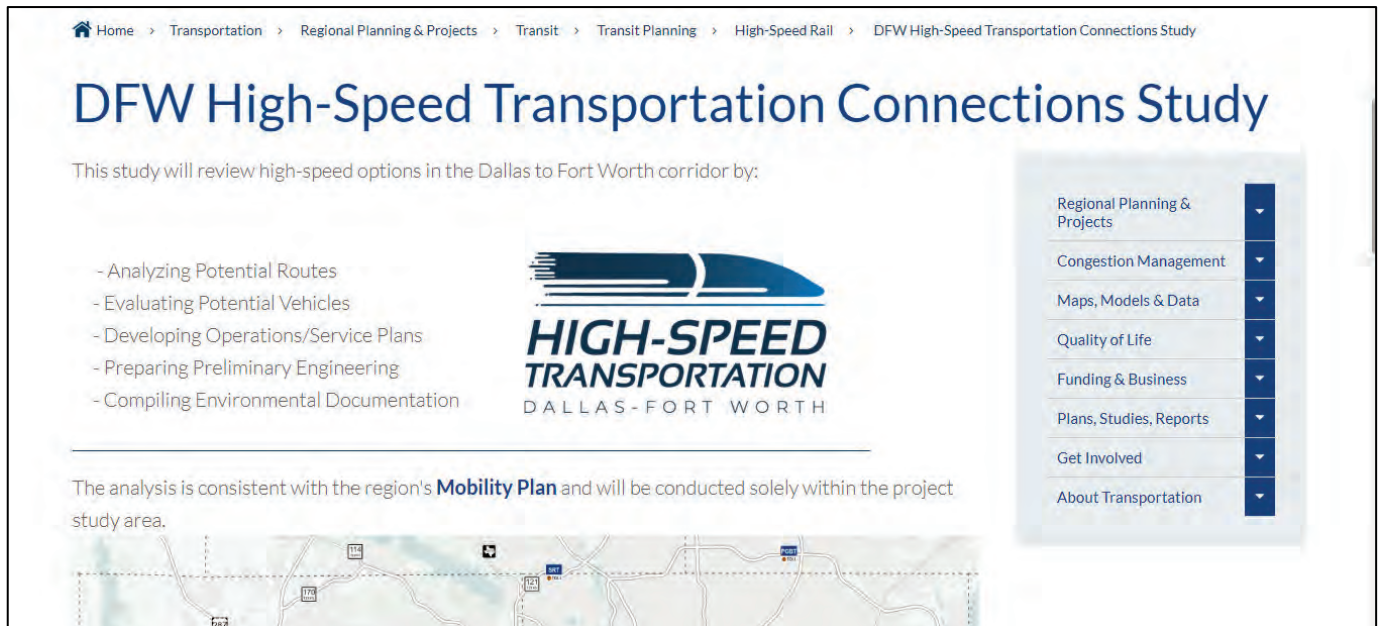 Home › Transportation › Regional Planning & Projects › Transit › Transit Planning › High-Speed Rail › DFW High-Speed Transportation Connections Study
DFW High-Speed Transportation Connections Study
This study will review high-speed options in the Dallas to Fort Worth corridor by:
- Analyzing Potential Routes
- Evaluating Potential Vehicles
- Developing Operations/Service Plans
- Preparing Preliminary Engineering
- Compiling Environmental Documentation
HIGH-SPEED
TRANSPORTATION
DALLAS-FORT WORTH
Regional Planning &
Projects
Congestion Management
Maps, Models & Data
Quality of Life
Funding & Business
Plans, Studies, Reports
Get Involved
About Transportation
The analysis is consistent with the region's Mobility Plan and will be conducted solely within the project
study area.
114
SRT
PGBT
121
170
287